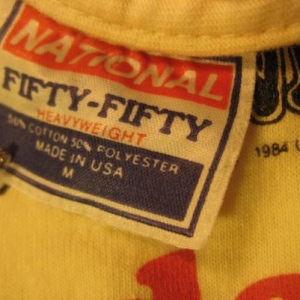 NATIONAL
FIFTY-FIFTY
HEAVYWEIGHT
50% COTTON 50% POLYESTER
MADE IN USA
M
1984